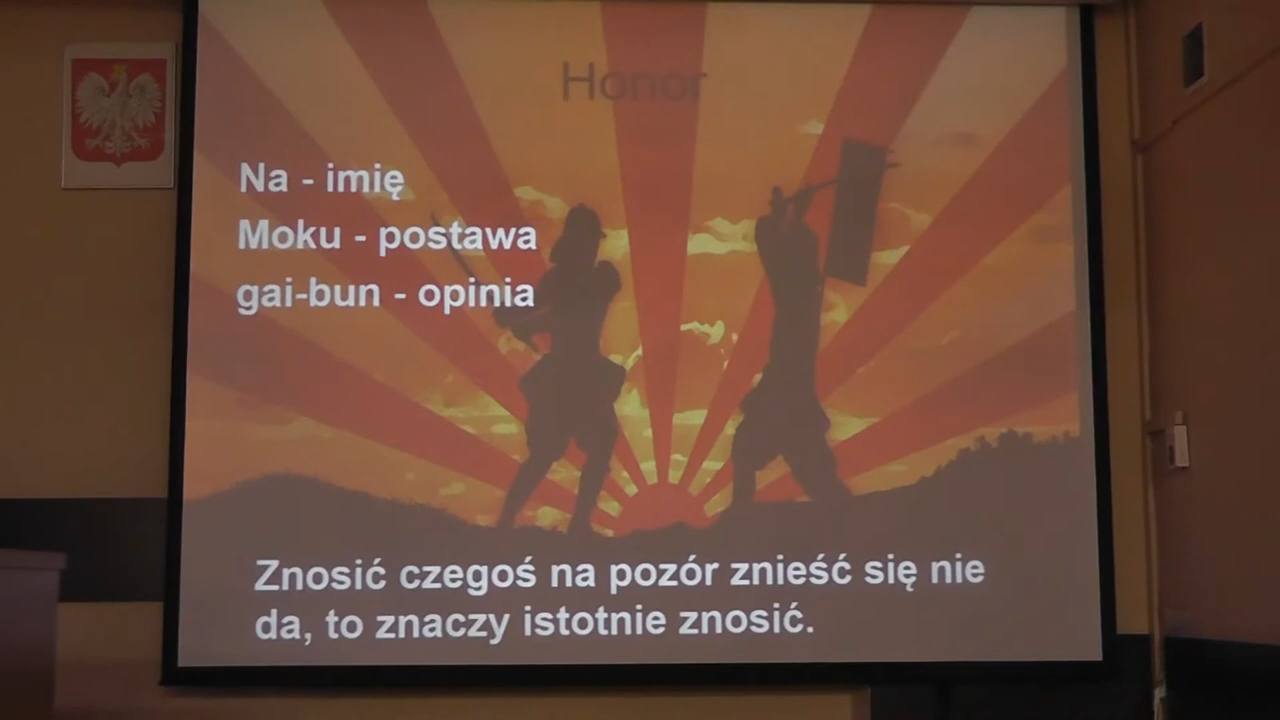 Honor
Na - imię
Moku - postawa
gai-bun - opinia
Znosić czegoś na pozór znieść się nie
da, to znaczy istotnie znosić.